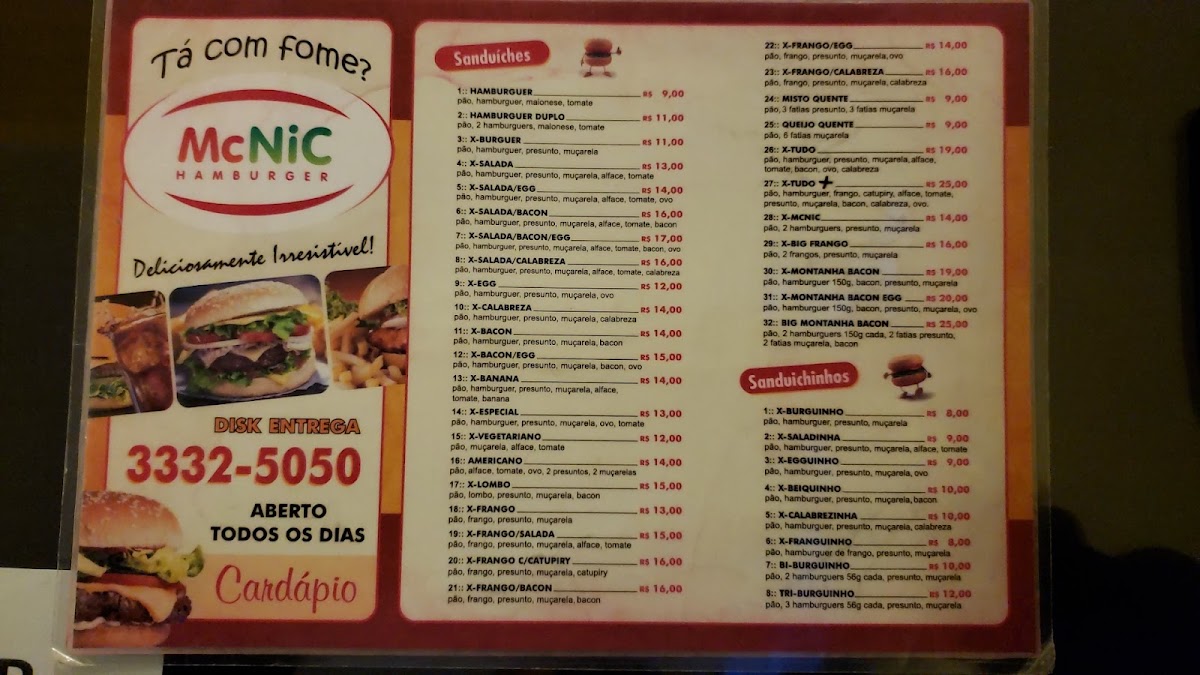 Tá com fome?
McNiC
HAMBURGER
Deliciosamente Irresistível!
DISK ENTREGA
3332-5050
ABERTO
TODOS OS DIAS
Cardápio
Sanduíches
1:: HAMBURGUER R$ 9,00
pão, hamburguer, maionese, tomate
2:: HAMBURGUER DUPLO R$ 11,00
pão, 2 hamburguers, maionese, tomate
3:: X-BURGUER R$ 11,00
pão, hamburguer, presunto, muçarela
4:: X-SALADA R$ 13,00
pão, hamburguer, presunto, muçarela, alface, tomate
5:: X-SALADA/EGG R$ 14,00
pão, hamburguer, presunto, muçarela, alface, tomate, ovo
6:: X-SALADA/BACON R$ 16,00
pão, hamburguer, presunto, muçarela, alface, tomate, bacon
7:: X-SALADA/BACON/EGG R$ 17,00
pão, hamburguer, presunto, muçarela, alface, tomate, bacon, ovo
8:: X-SALADA/CALABREZA R$ 16,00
pão, hamburguer, presunto, muçarela, alface, tomate, calabreza
9:: X-EGG R$ 12,00
pão, hamburguer, presunto, muçarela, ovo
10:: X-CALABREZA R$ 14,00
pão, hamburguer, presunto, muçarela, calabreza
11:: X-BACON R$ 14,00
pão, hamburguer, presunto, muçarela, bacon
12:: X-BACON/EGG R$ 15,00
pão, hamburguer, presunto, muçarela, bacon, ovo
13:: X-BANANA R$ 14,00
pão, hamburguer, presunto, muçarela, alface,
tomate, banana
14:: X-ESPECIAL R$ 13,00
pão, hamburguer, presunto, muçarela, ovo, tomate
15:: X-VEGETARIANO R$ 12,00
pão, muçarela, alface, tomate
16:: AMERICANO R$ 14,00
pão, alface, tomate, ovo, 2 presuntos, 2 muçarelas
17:: X-LOMBO R$ 15,00
pão, lombo, presunto, muçarela, bacon
18:: X-FRANGO R$ 13,00
pão, frango, presunto, muçarela
19:: X-FRANGO/SALADA R$ 15,00
pão, frango, presunto, muçarela, alface, tomate
20:: X-FRANGO C/CATUPIRY R$ 16,00
pão, frango, presunto, muçarela, catupiry
21:: X-FRANGO/BACON R$ 16,00
pão, frango, presunto, muçarela, bacon
22:: X-FRANGO/EGG R$ 14,00
pão, frango, presunto, muçarela, ovo
23:: X-FRANGO/CALABREZA R$ 16,00
pão, frango, presunto, muçarela, calabreza
24:: MISTO QUENTE R$ 9,00
pão, 3 fatias presunto, 3 fatias muçarela
25:: QUEIJO QUENTE R$ 9,00
pão, 6 fatias muçarela
26:: X-TUDO R$ 19,00
pão, hamburguer, presunto, muçarela, alface,
tomate, bacon, ovo, calabreza
27:: X-TUDO + R$ 25,00
pão, hamburguer, frango, catupiry, alface, tomate,
presunto, muçarela, bacon, calabreza, ovo.
28:: X-MCNIC R$ 14,00
pão, 2 hamburguers, presunto, muçarela
29:: X-BIG FRANGO R$ 16,00
pão, 2 frangos, presunto, muçarela
30:: X-MONTANHA BACON R$ 19,00
pão, hamburguer 150g, bacon, presunto, muçarela
31:: X-MONTANHA BACON EGG R$ 20,00
pão, hamburguer 150g, bacon, presunto, muçarela, ovo
32:: BIG MONTANHA BACON R$ 25,00
pão, 2 hamburguers 150g cada, 2 fatias presunto,
2 fatias muçarela, bacon
Sanduichinhos
1:: X-BURGUINHO R$ 8,00
pão, hamburguer, presunto, muçarela
2:: X-SALADINHA R$ 9,00
pão, hamburguer, presunto, muçarela, alface, tomate
3:: X-EGGUINHO R$ 9,00
pão, hamburguer, presunto, muçarela, ovo
4:: X-BEIQUINHO R$ 10,00
pão, hamburguer, presunto, muçarela, bacon
5:: X-CALABREZINHA R$ 10,00
pão, hamburguer, presunto, muçarela, calabreza
6:: X-FRANGUINHO R$ 8,00
pão, hamburguer de frango, presunto, muçarela
7:: BI-BURGUINHO R$ 10,00
pão, 2 hamburguers 56g cada, presunto, muçarela
8:: TRI-BURGUINHO R$ 12,00
pão, 3 hamburguers 56g cada, presunto, muçarela